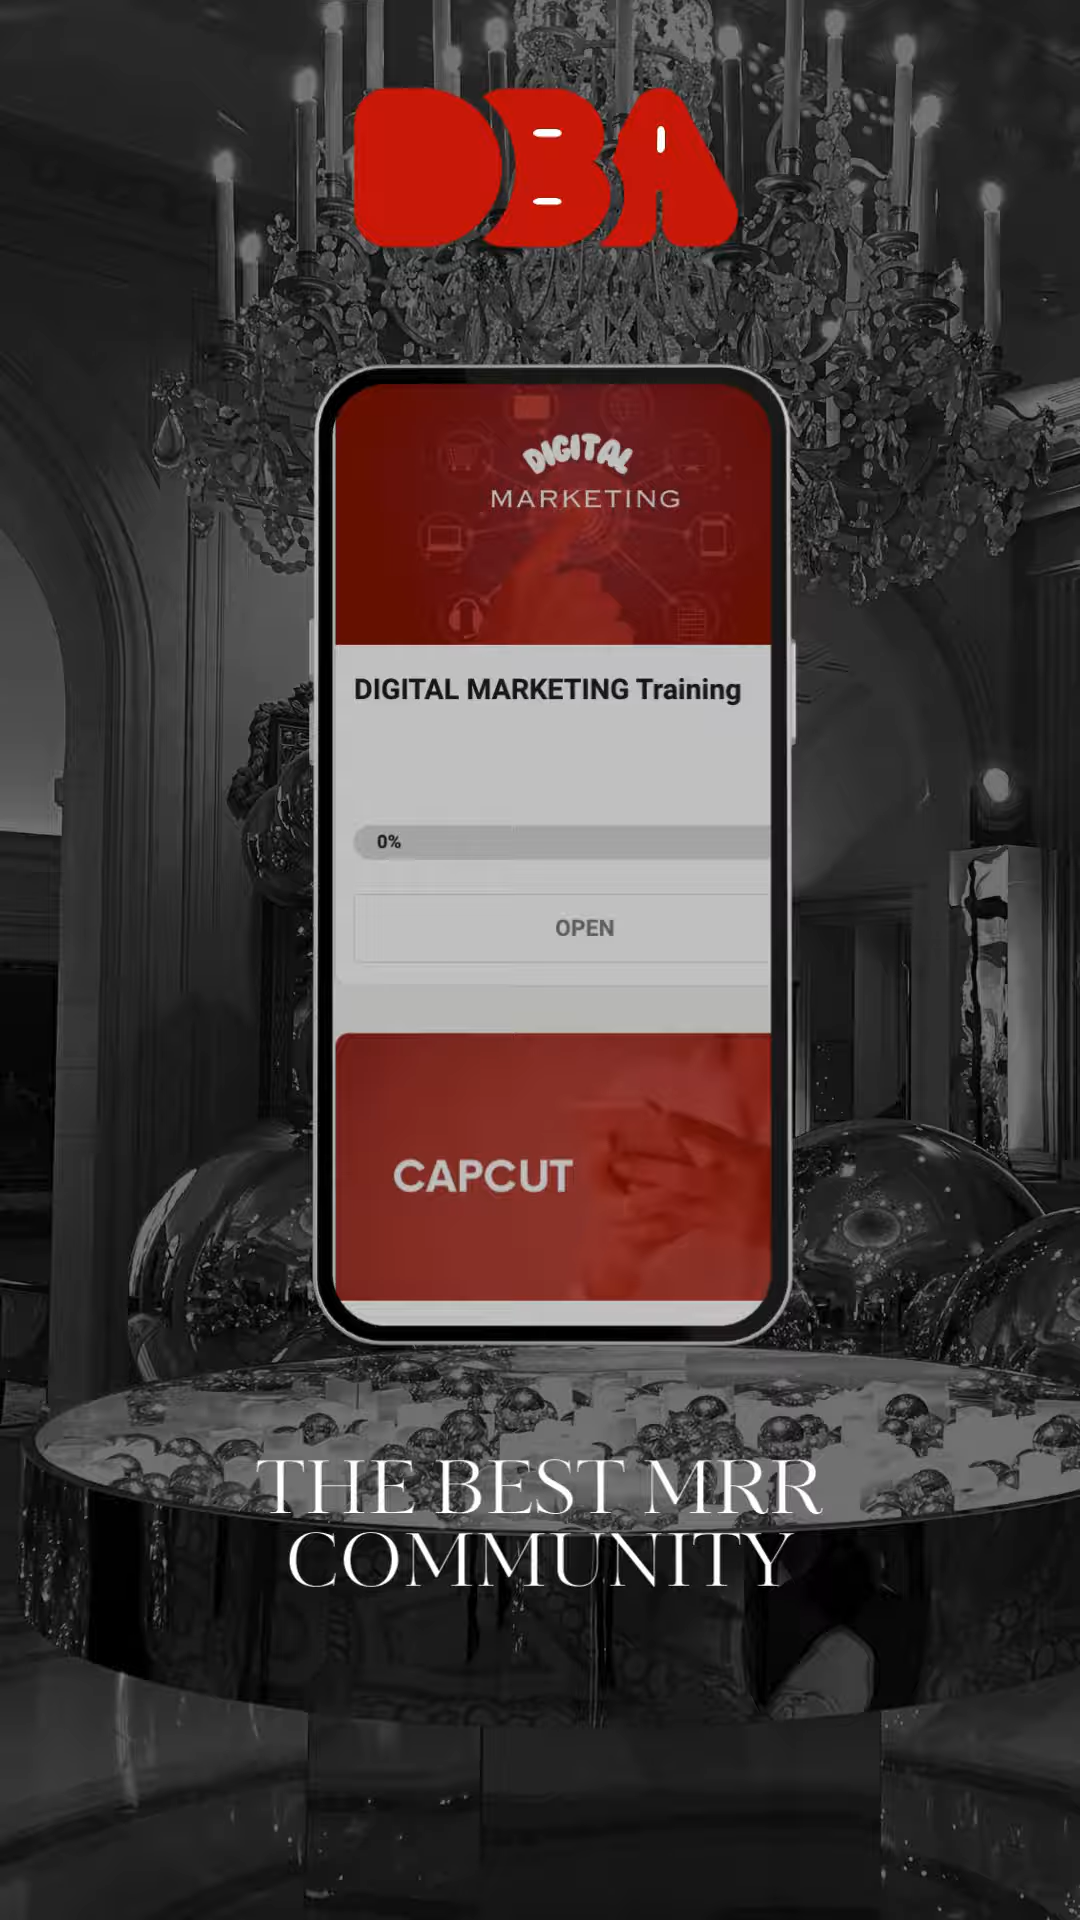 DBA
DIGITAL
MARKETING
DIGITAL MARKETING Training
0%
OPEN
CAPCUT
THE BEST MRR
COMMUNITY